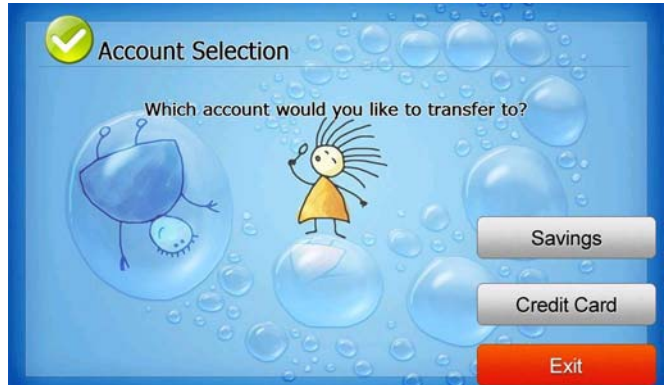 Account Selection
Which account would you like to transfer to?
Savings
Credit Card
Exit